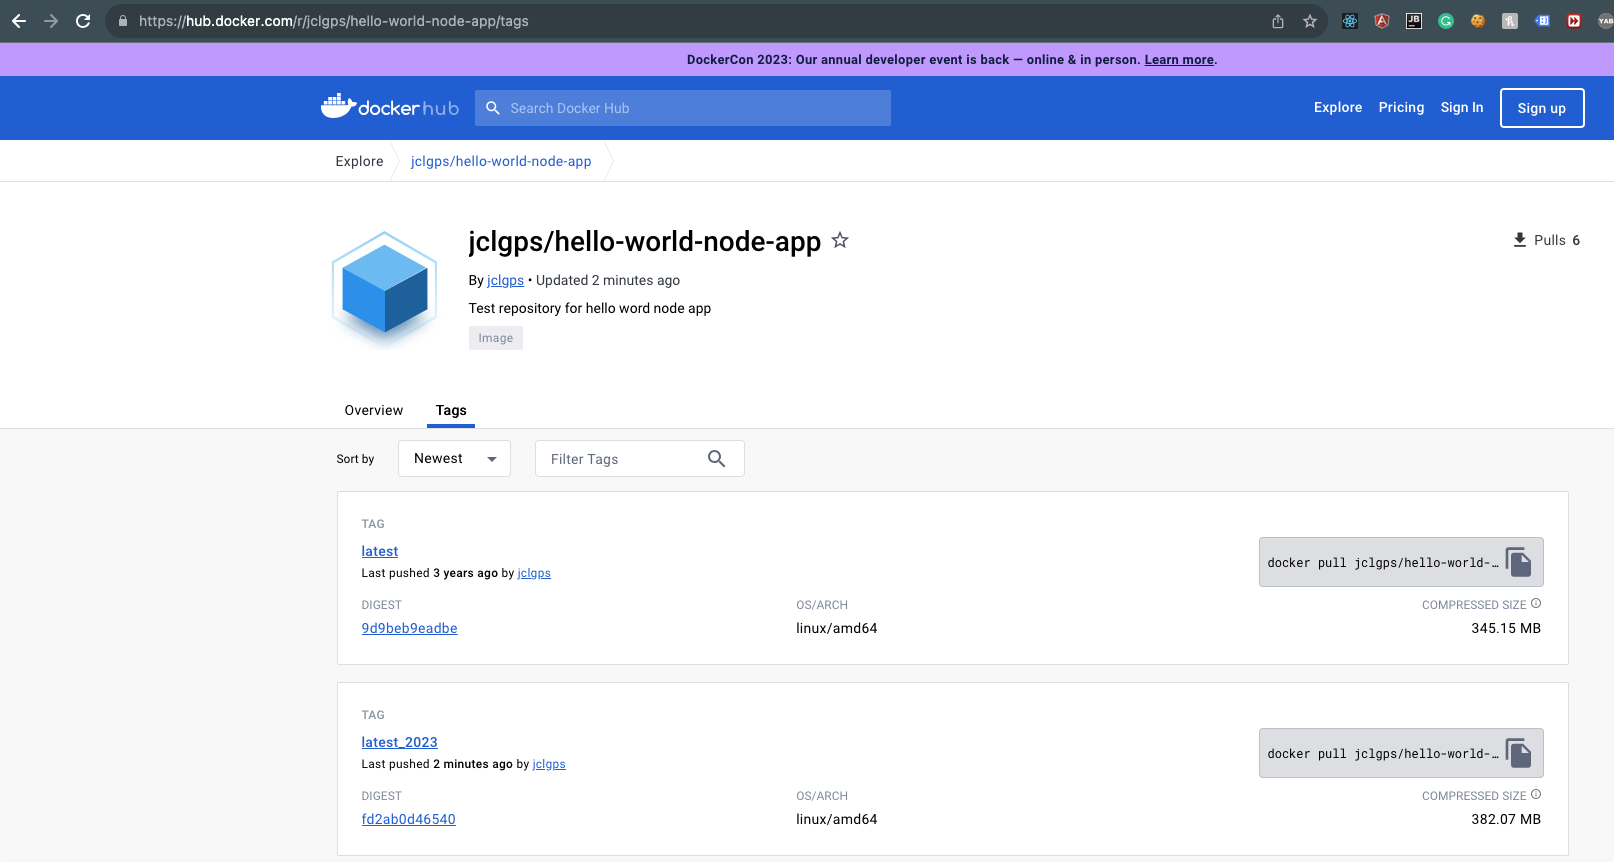 https://hub.docker.com/r/jclgps/hello-world-node-app/tags
DockerCon 2023: Our annual developer event is back — online & in person. Learn more.
dockerhub
Search Docker Hub
Explore
Pricing
Sign In
Sign up
Explore
jclgps/hello-world-node-app
jclgps/hello-world-node-app
Pulls 6
By jclgps • Updated 2 minutes ago
Test repository for hello word node app
Image
Overview
Tags
Sort by
Newest
Filter Tags
TAG
latest
Last pushed 3 years ago by jclgps
docker pull jclgps/hello-world-…
DIGEST
OS/ARCH
COMPRESSED SIZE
9d9beb9eadbe
linux/amd64
345.15 MB
TAG
latest_2023
Last pushed 2 minutes ago by jclgps
docker pull jclgps/hello-world-…
DIGEST
OS/ARCH
COMPRESSED SIZE
fd2ab0d46540
linux/amd64
382.07 MB